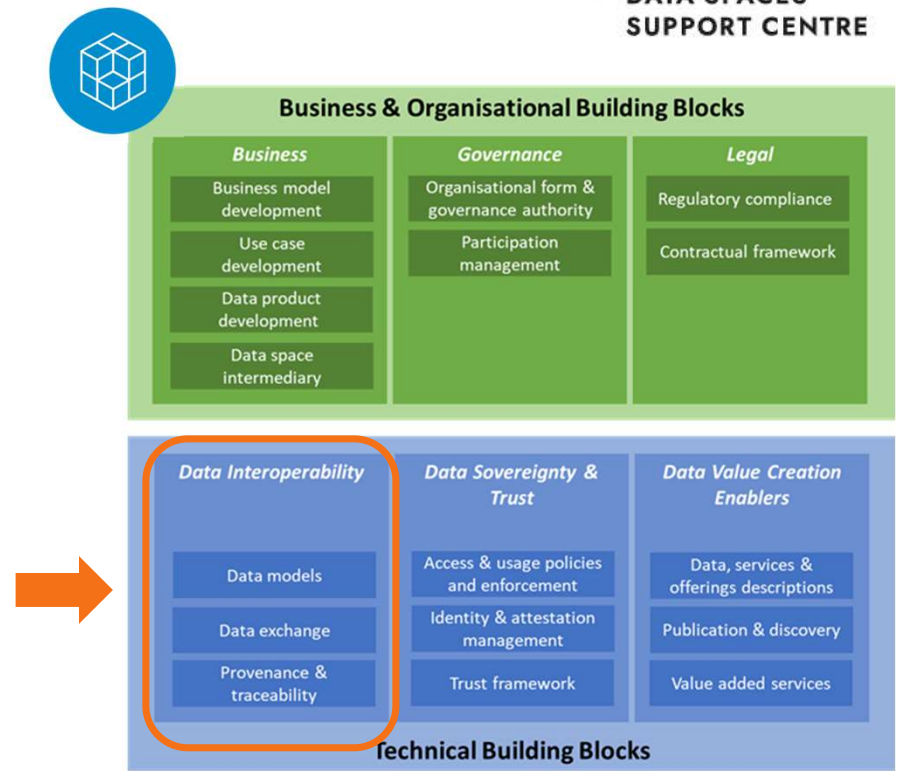 DATA SPACES
SUPPORT CENTRE
Business & Organisational Building Blocks
Business
Business model
development
Use case
development
Data product
development
Data space
intermediary
Governance
Organisational form &
governance authority
Participation
management
Legal
Regulatory compliance
Contractual framework
Data Interoperability
Data models
Data exchange
Provenance &
traceability
Data Sovereignty &
Trust
Access & usage policies
and enforcement
Identity & attestation
management
Trust framework
Data Value Creation
Enablers
Data, services &
offerings descriptions
Publication & discovery
Value added services
Technical Building Blocks